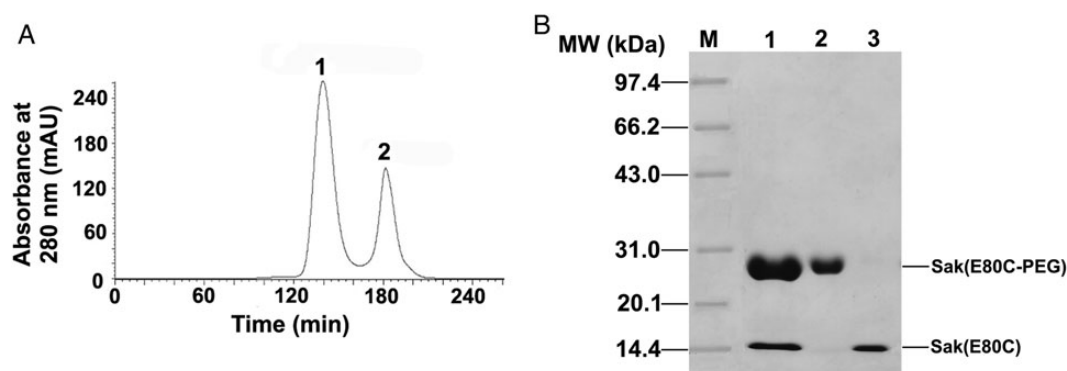 A
Absorbance at
280 nm (mAU)
240
180
120
60
0
1
2
0 60 120 180 240
Time (min)
B
MW (kDa) M 1 2 3
97.4
66.2
43.0
31.0
Sak(E80C-PEG)
20.1
14.4 Sak(E80C)